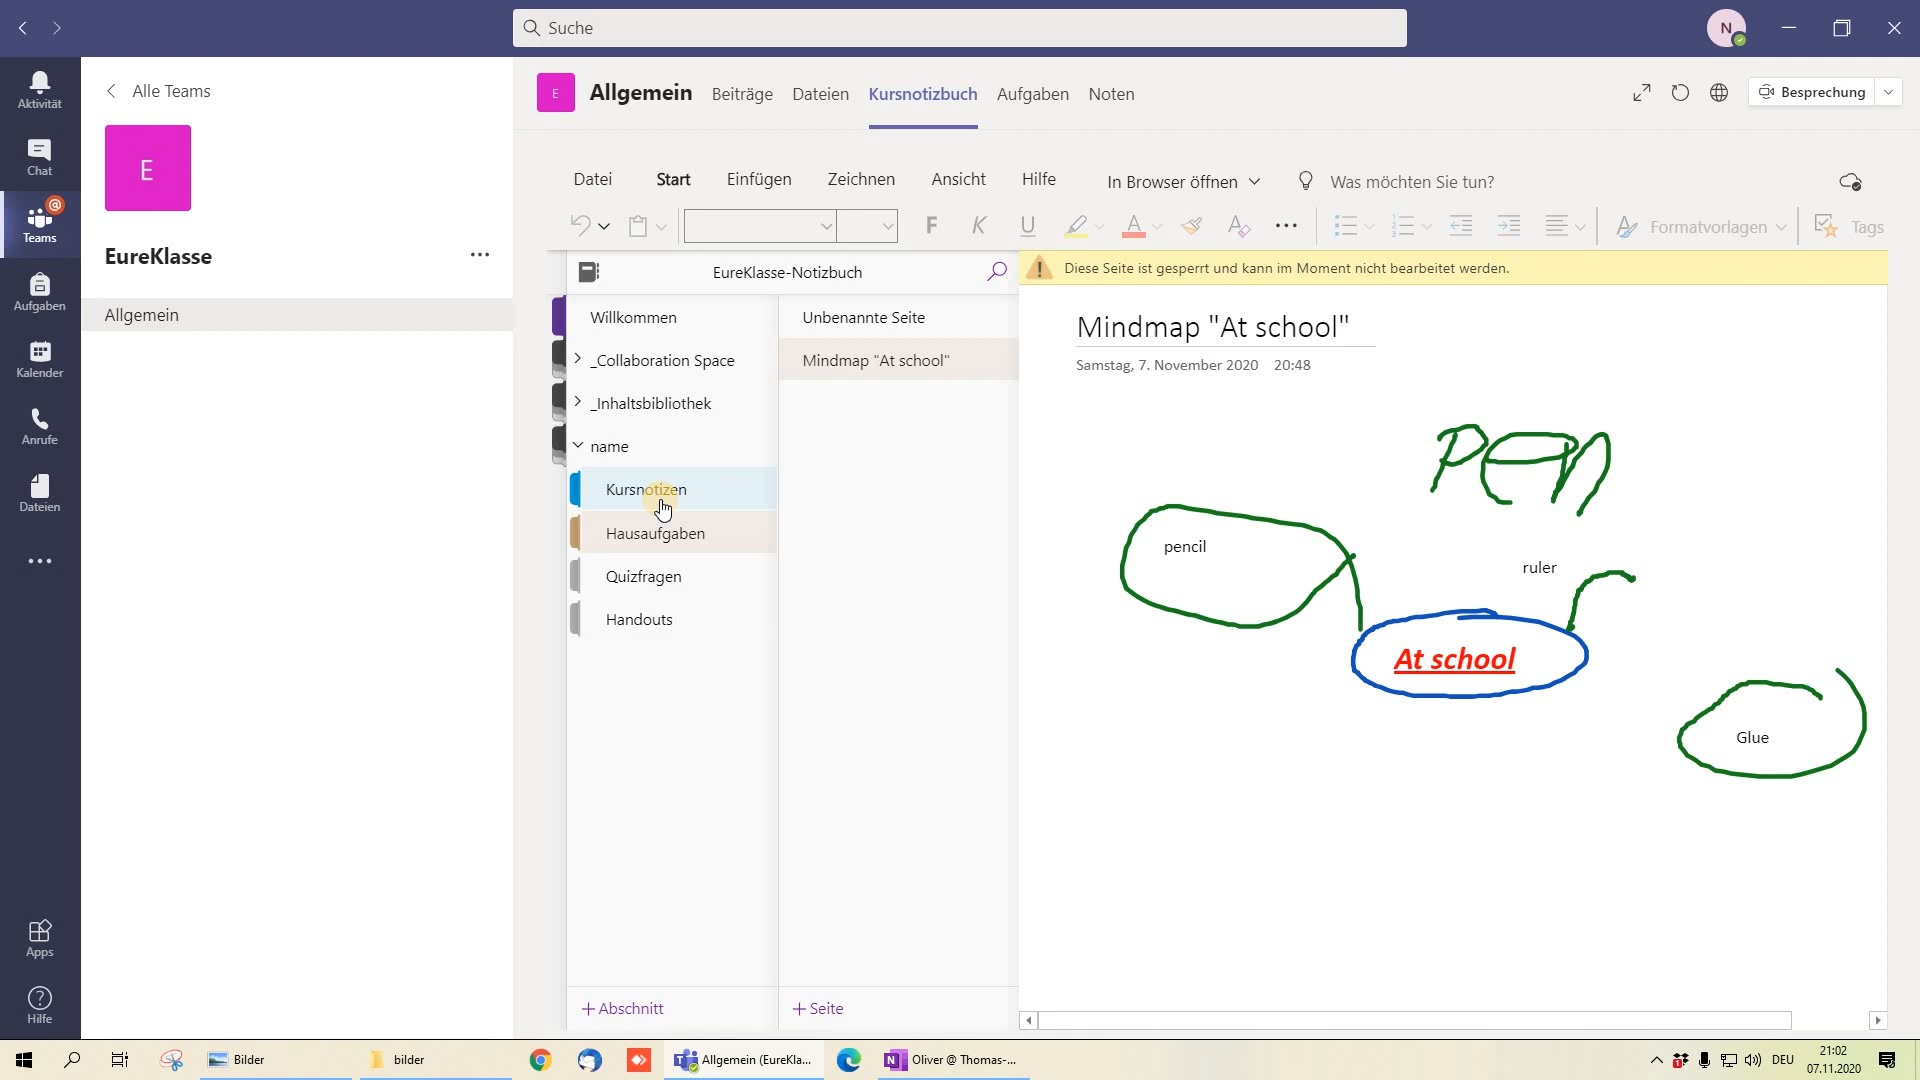 Suche
N
Aktivität
Chat
@
Teams
Aufgaben
Kalender
Anrufe
Dateien
Apps
Hilfe
Alle Teams
E
EureKlasse
Allgemein
E
Allgemein Beiträge Dateien Kursnotizbuch Aufgaben Noten
Besprechung
Datei Start Einfügen Zeichnen Ansicht Hilfe In Browser öffnen Was möchten Sie tun?
F K U A Formatvorlagen Tags
EureKlasse-Notizbuch
Willkommen
_Collaboration Space
_Inhaltsbibliothek
name
Kursnotizen
Hausaufgaben
Quizfragen
Handouts
+ Abschnitt
Unbenannte Seite
Mindmap "At school"
+ Seite
Diese Seite ist gesperrt und kann im Moment nicht bearbeitet werden.
Mindmap "At school"
Samstag, 7. November 2020 20:48
Pen
pencil
ruler
At school
Glue
Bilder
bilder
Allgemein (EureKla...
Oliver @ Thomas-...
DEU
21:02
07.11.2020